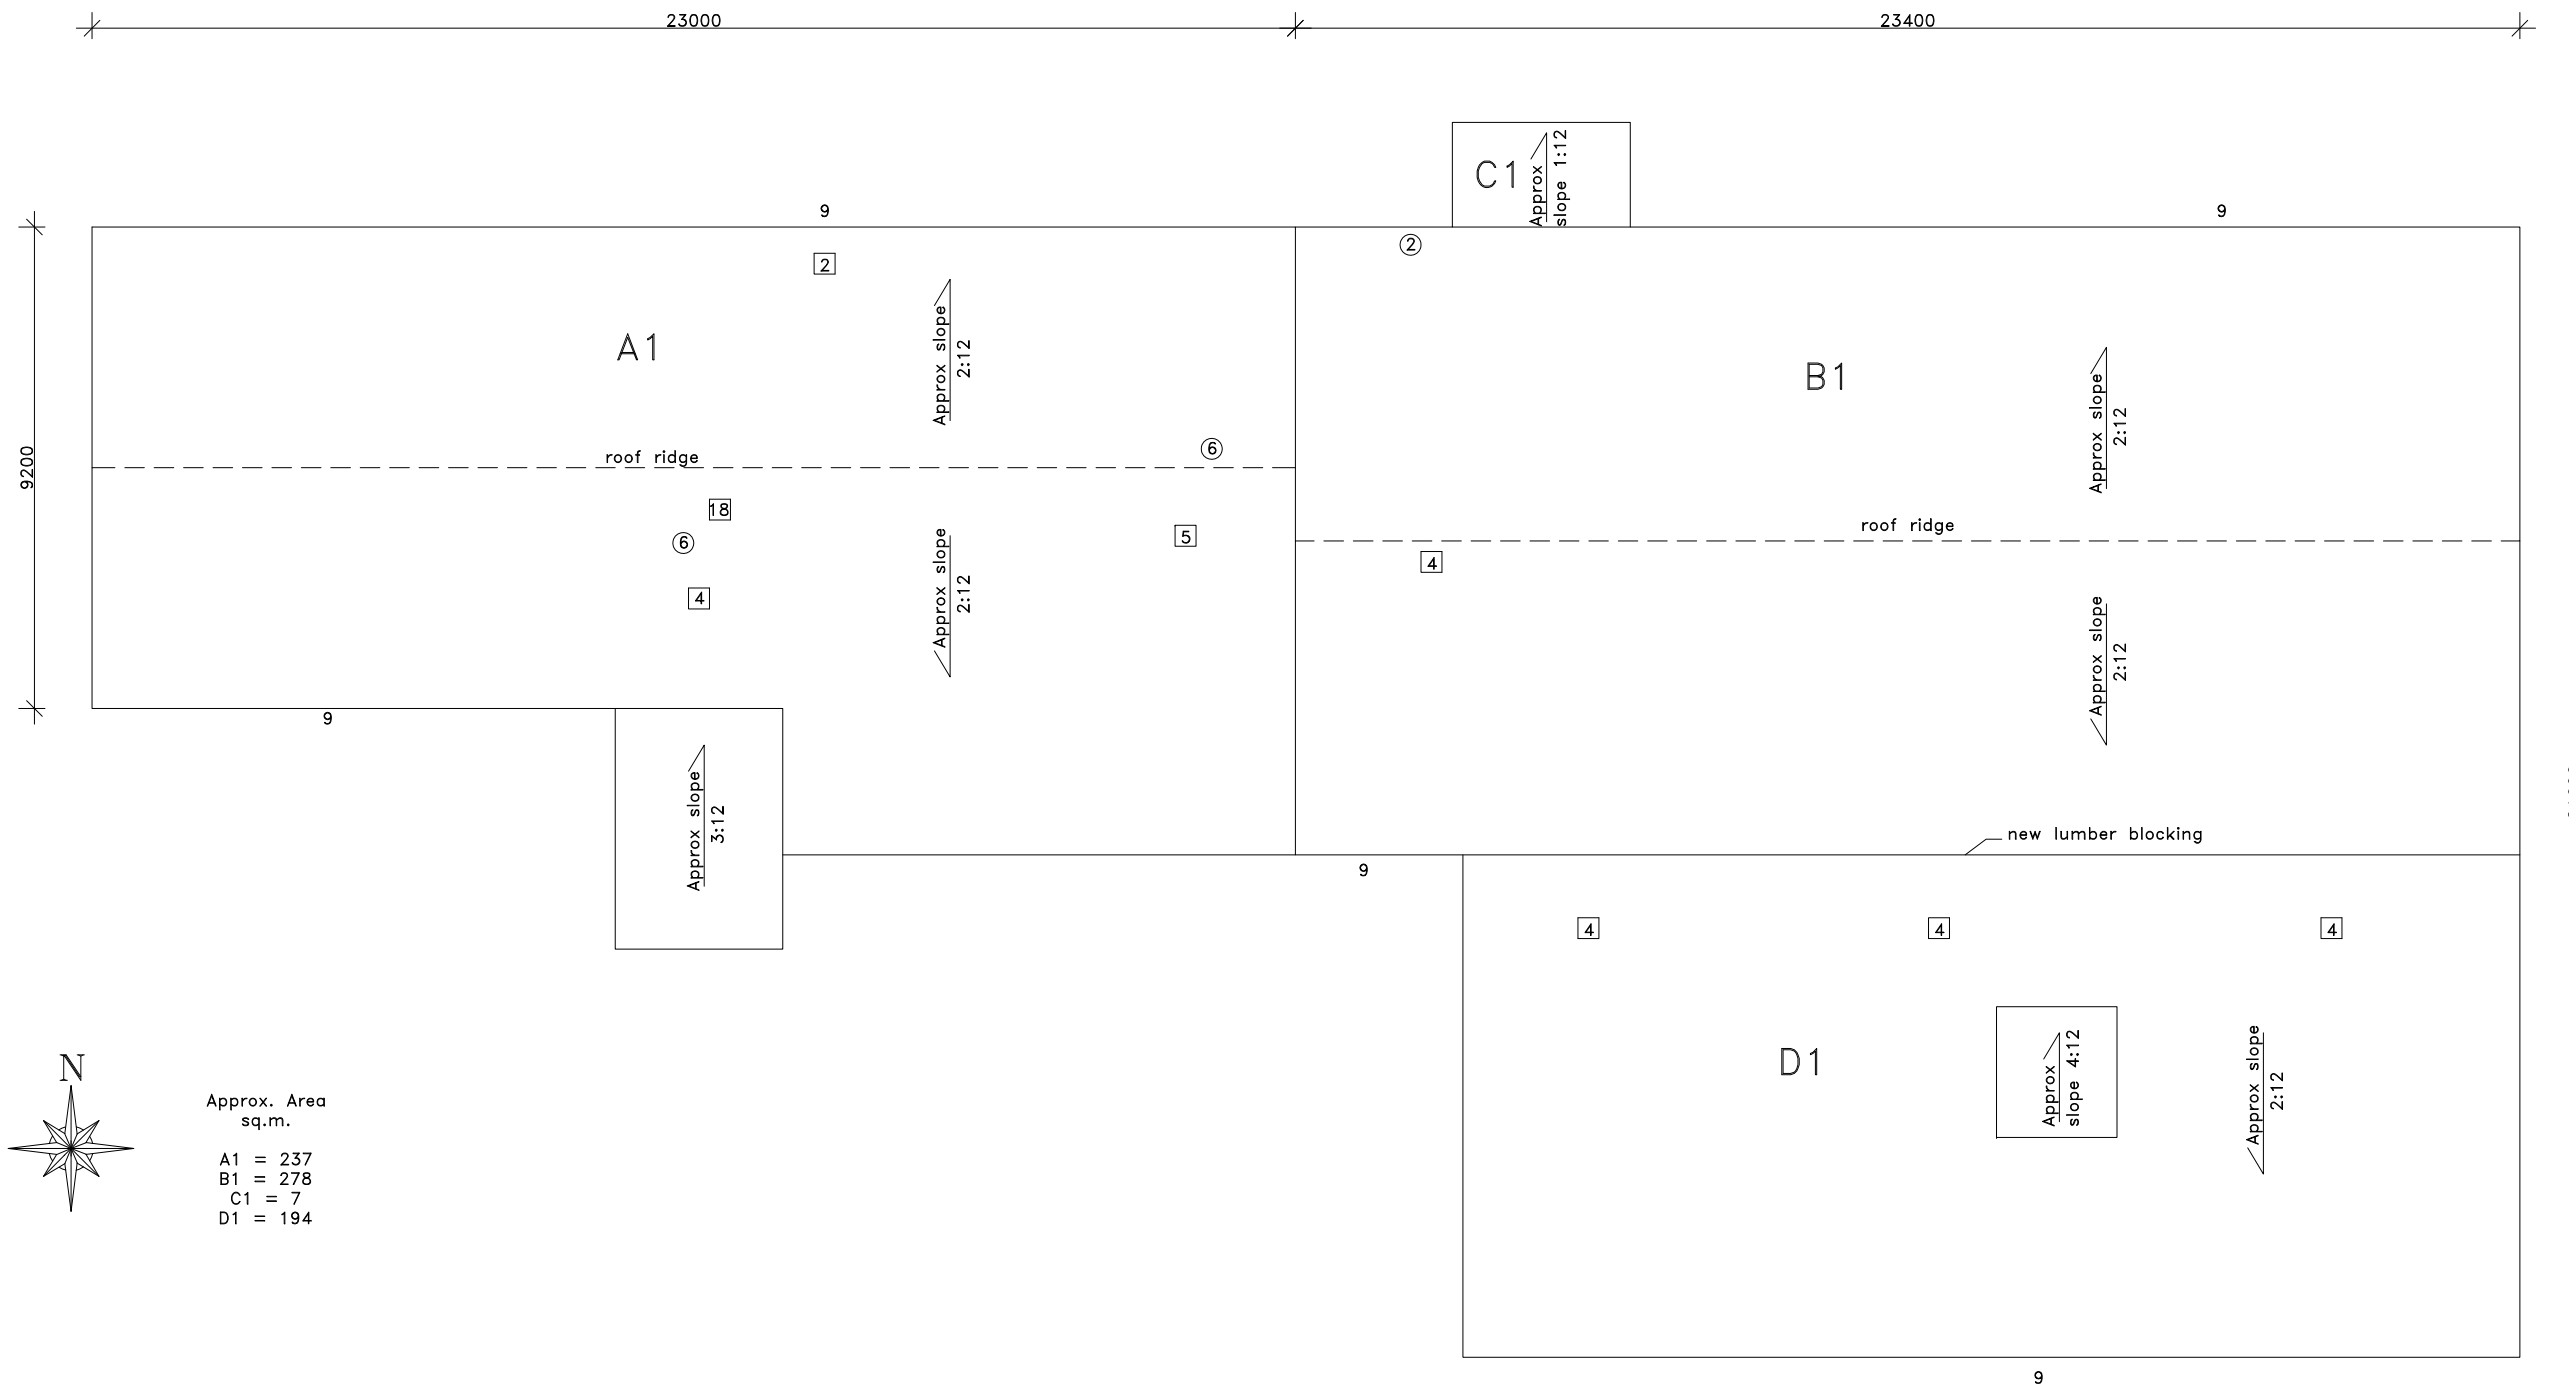 23000
23400
C1
Approx
slope 1:12
9
9
2
2
A1
Approx slope
2:12
B1
Approx slope
2:12
9200
roof ridge
6
18
6
5
4
Approx slope
2:12
roof ridge
4
Approx slope
2:12
9
Approx slope
3:12
new lumber blocking
9
4
4
4
D1
Approx
slope 4:12
Approx slope
2:12
N
Approx. Area
sq.m.
A1 = 237
B1 = 278
C1 = 7
D1 = 194
9